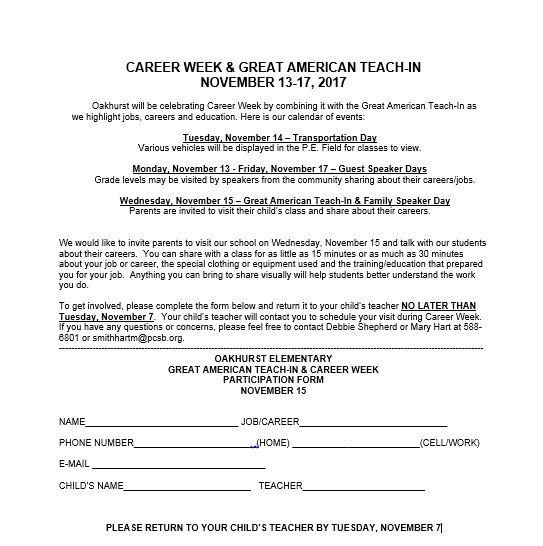 CAREER WEEK & GREAT AMERICAN TEACH-IN
NOVEMBER 13-17, 2017
Oakhurst will be celebrating Career Week by combining it with the Great American Teach-In as
we highlight jobs, careers and education. Here is our calendar of events:
Tuesday, November 14 – Transportation Day
Various vehicles will be displayed in the P.E. Field for classes to view.
Monday, November 13 - Friday, November 17 – Guest Speaker Days
Grade levels may be visited by speakers from the community sharing about their careers/jobs.
Wednesday, November 15 – Great American Teach-In & Family Speaker Day
Parents are invited to visit their child's class and share about their careers.
We would like to invite parents to visit our school on Wednesday, November 15 and talk with our students
about their careers. You can share with a class for as little as 15 minutes or as much as 30 minutes
about your job or career, the special clothing or equipment used and the training/education that prepared
you for your job. Anything you can bring to share visually will help students better understand the work
you do.
To get involved, please complete the form below and return it to your child's teacher NO LATER THAN
Tuesday, November 7. Your child's teacher will contact you to schedule your visit during Career Week.
If you have any questions or concerns, please feel free to contact Debbie Shepherd or Mary Hart at 588-
6801 or smithhartm@pcsb.org.
OAKHURST ELEMENTARY
GREAT AMERICAN TEACH-IN & CAREER WEEK
PARTICIPATION FORM
NOVEMBER 15
NAME JOB/CAREER
PHONE NUMBER (HOME) (CELL/WORK)
E-MAIL
CHILD'S NAME TEACHER
PLEASE RETURN TO YOUR CHILD'S TEACHER BY TUESDAY, NOVEMBER 7